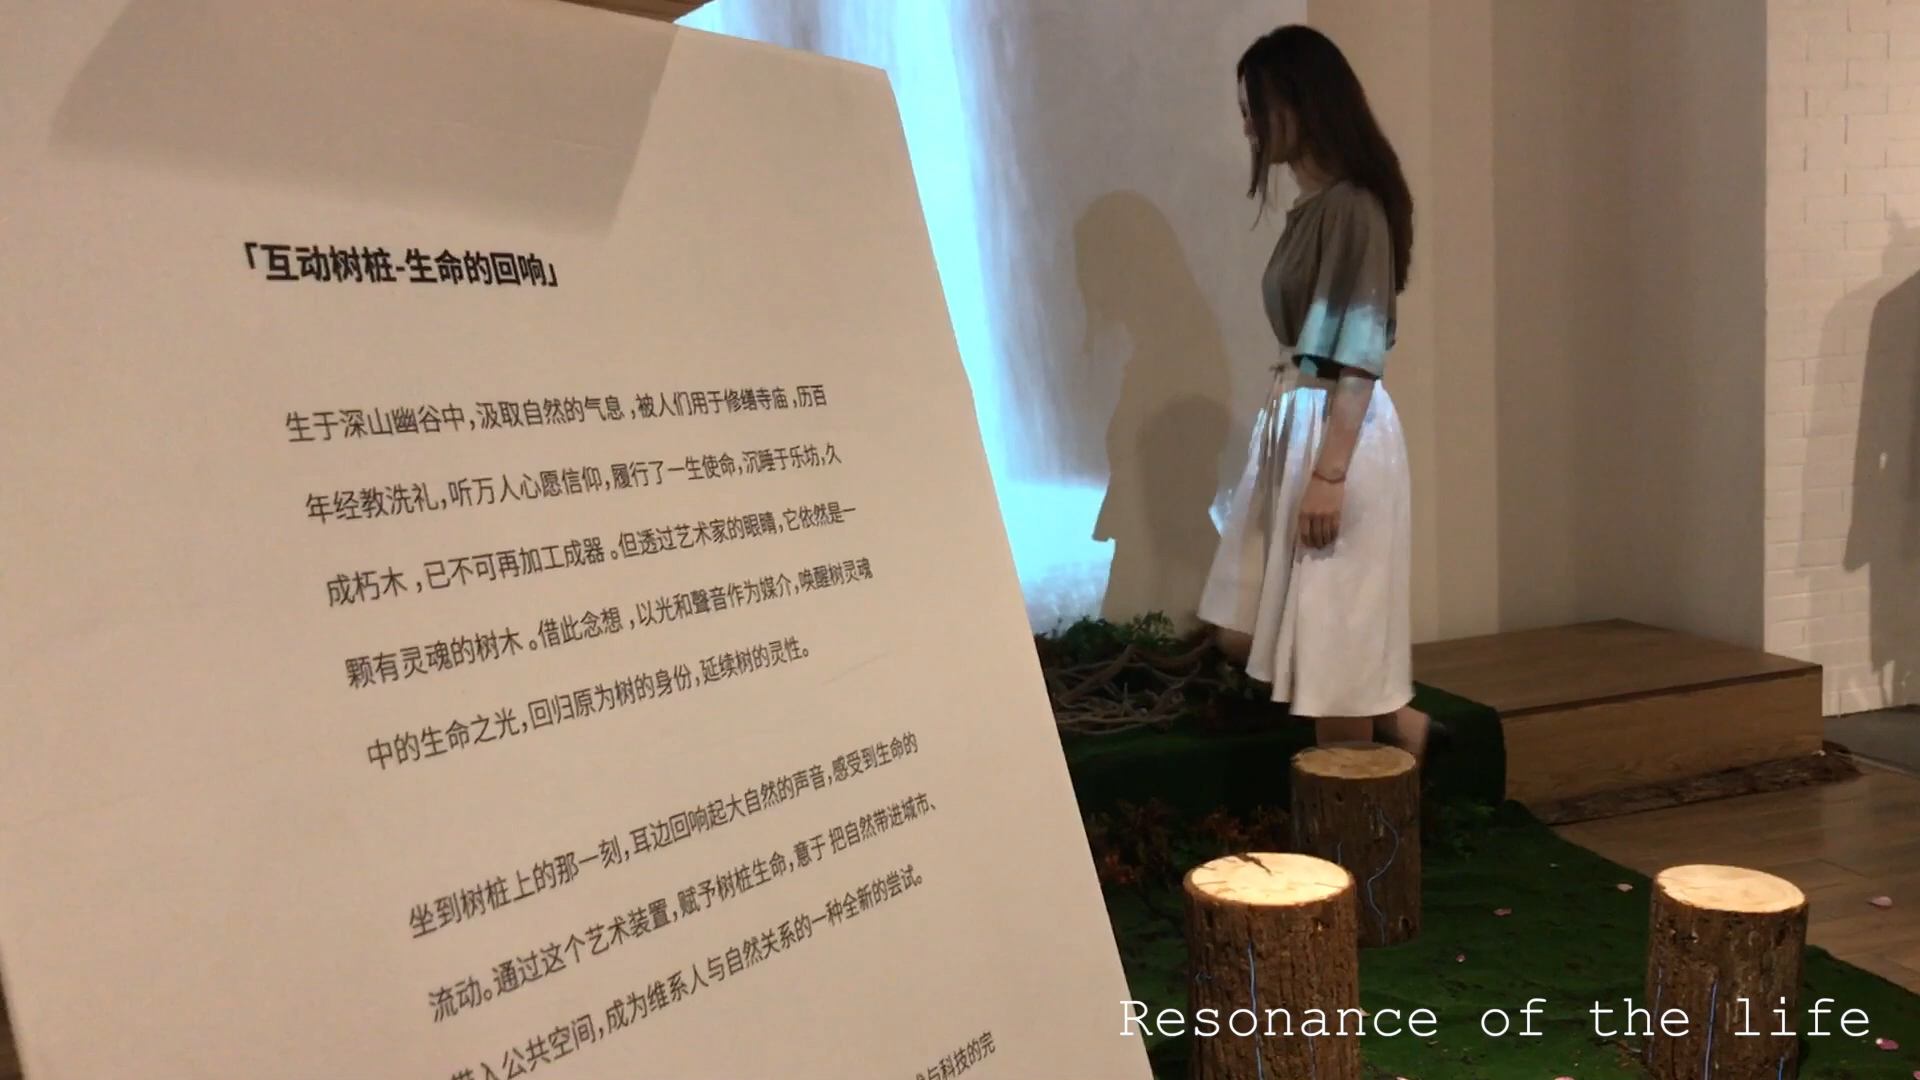 「互动树桩-生命的回响」
生于深山幽谷中,汲取自然的气息,被人们用于修缮寺庙,历百
年经教洗礼,听万人心愿信仰,履行了一生使命,沉睡于乐坊,久
成朽木,已不可再加工成器。但透过艺术家的眼睛,它依然是一
颗有灵魂的树木。借此念想,以光和聲音作为媒介,唤醒树灵魂
中的生命之光,回归原为树的身份,延续树的灵性。
坐到树桩上的那一刻,耳边回响起大自然的声音,感受到生命的
流动。通过这个艺术装置,赋予树桩生命,意于 把自然带进城市、
带入公共空间,成为维系人与自然关系的一种全新的尝试。
与科技的完
Resonance of the life